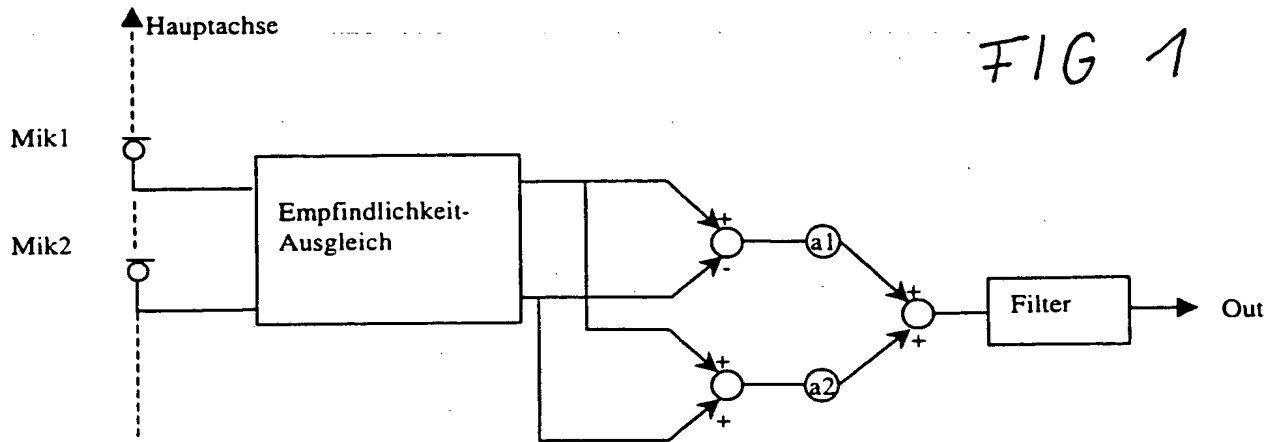 Hauptachse
FIG 1
Mik1
Empfindlichkeit-
Ausgleich
Mik2
+
-
a1
+
+
Filter
Out
+
+
a2